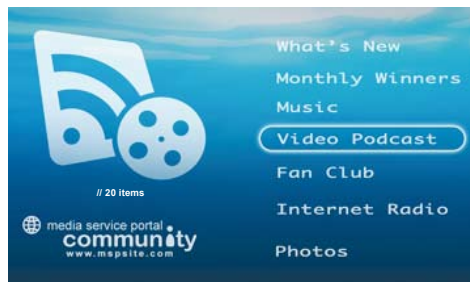 What's New
Monthly Winners
Music
Video Podcast
Fan Club
Internet Radio
Photos
// 20 items
media service portal
community
www.mspsite.com